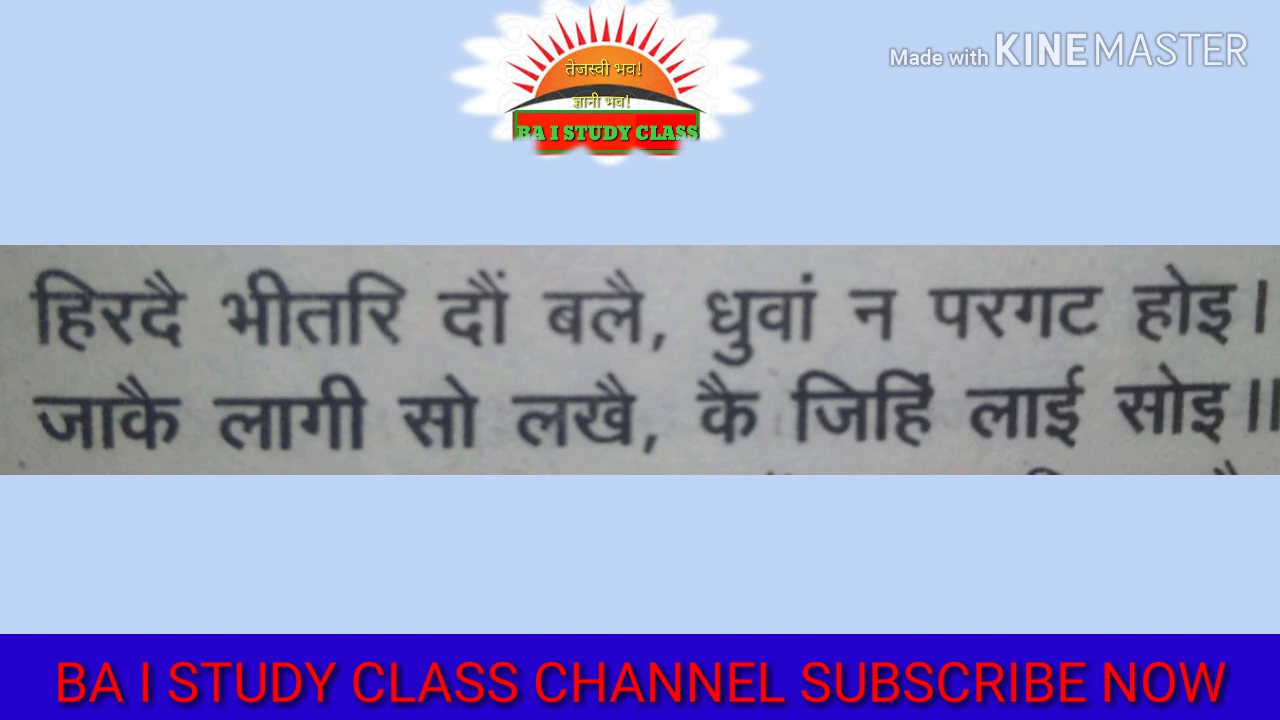 Made with KINEMASTER
तेजस्वी भव!
ज्ञानी भव!
BA I STUDY CLASS
हिरदै भीतरि दौं बलै, धुवां न परगट होइ।
जाकै लागी सो लखै, कै जिहिं लाई सोइ॥
BA I STUDY CLASS CHANNEL SUBSCRIBE NOW